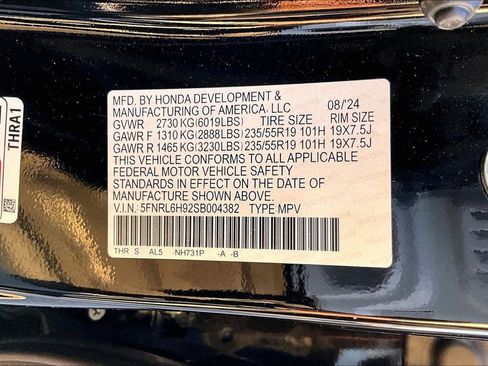 MFD. BY HONDA DEVELOPMENT &
MANUFACTURING OF AMERICA, LLC 08/'24
GVWR 2730 KG(6019LBS) TIRE SIZE RIM SIZE
GAWR F 1310 KG(2888LBS) 235/55R19 101H 19X7.5J
GAWR R 1465 KG(3230LBS) 235/55R19 101H 19X7.5J
THIS VEHICLE CONFORMS TO ALL APPLICABLE
FEDERAL MOTOR VEHICLE SAFETY
STANDARDS IN EFFECT ON THE DATE OF
MANUFACTURE SHOWN ABOVE.
V.I.N: 5FNRL6H92SB004382 TYPE:MPV
THR S AL5 -NH731P -A -B
THRA1